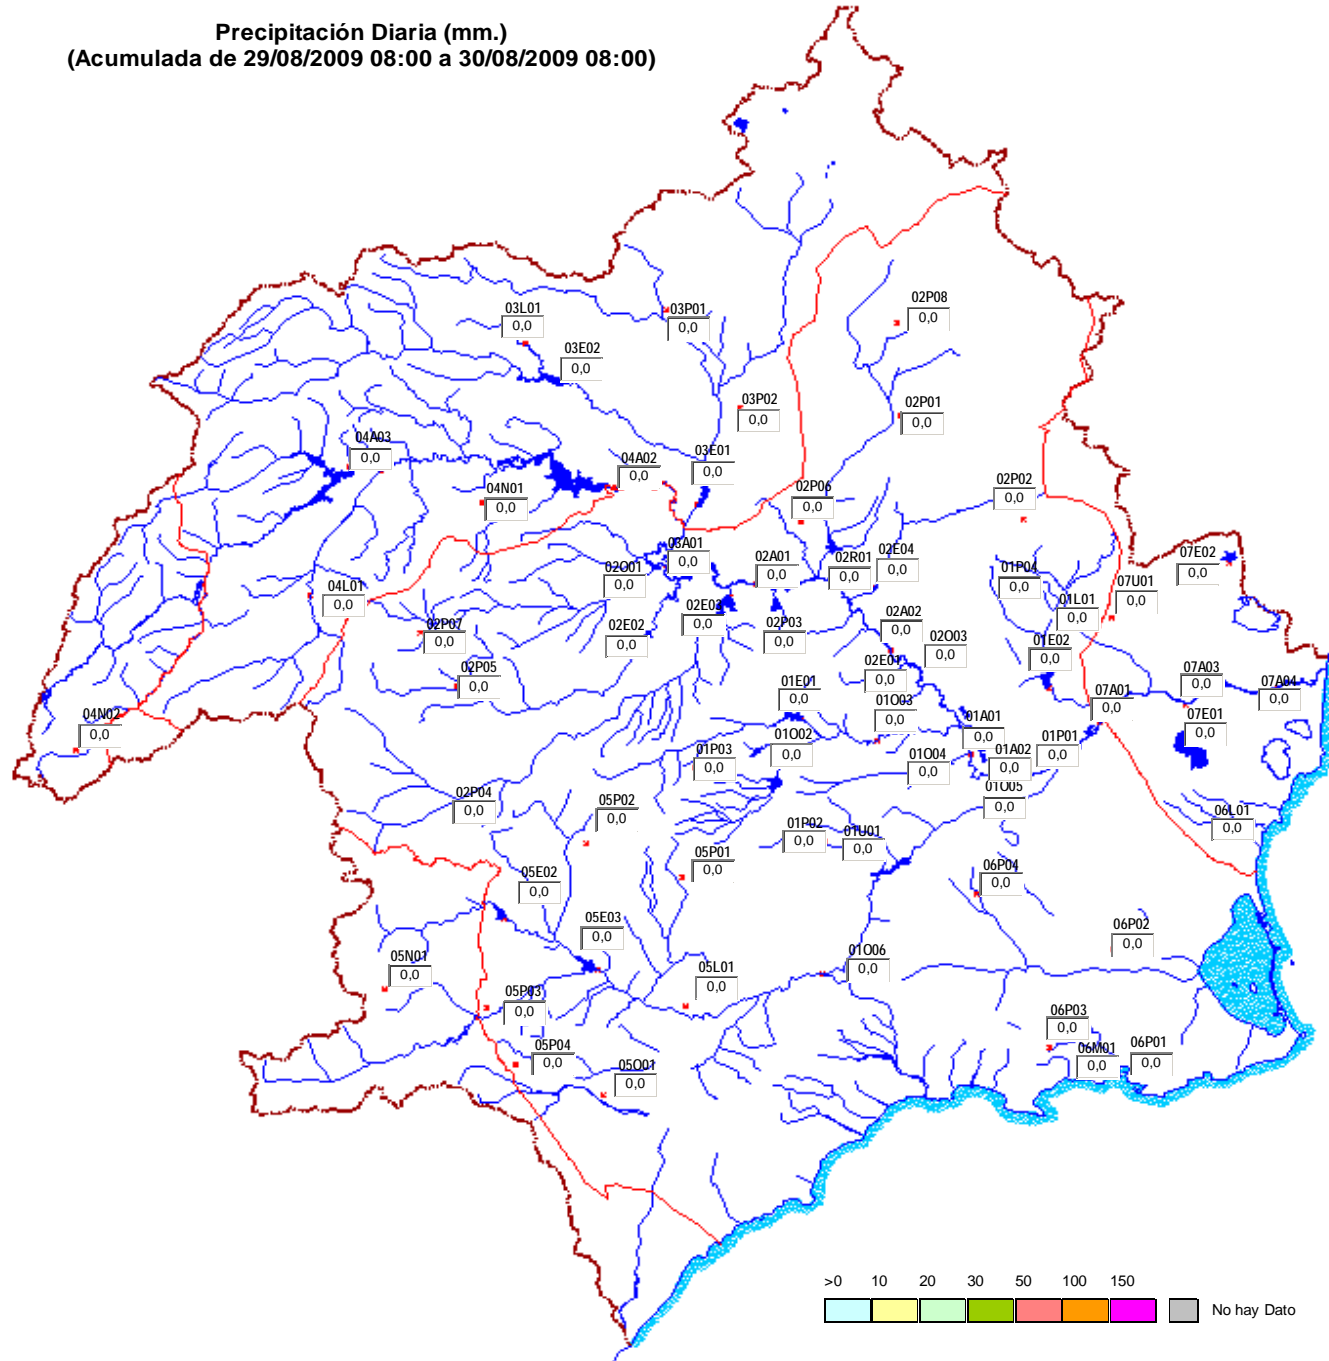 Precipitación Diaria (mm.)
(Acumulada de 29/08/2009 08:00 a 30/08/2009 08:00)
03L01
0,0
03P01
0,0
02P08
0,0
03E02
0,0
03P02
0,0
02P01
0,0
04A03
0,0
04A02
0,0
03E01
0,0
04N01
0,0
02P06
0,0
02P02
0,0
03A01
0,0
02O01
0,0
02A01
0,0
02R01
0,0
02E04
0,0
07E02
0,0
01P04
0,0
07U01
0,0
04L01
0,0
01L01
0,0
02E03
0,0
02P07
0,0
02E02
0,0
02P03
0,0
02A02
0,0
02O03
0,0
01E02
0,0
02P05
0,0
02E01
0,0
01E01
0,0
07A03
0,0
07A04
0,0
07A01
0,0
01O03
0,0
07E01
0,0
04N02
0,0
01A01
0,0
01O02
0,0
01P03
0,0
01O04
0,0
01A02
0,0
01P01
0,0
01O05
0,0
02P04
0,0
05P02
0,0
06L01
0,0
01P02
0,0
01U01
0,0
05P01
0,0
06P04
0,0
05E02
0,0
05E03
0,0
06P02
0,0
05N01
0,0
05L01
0,0
01O06
0,0
05P03
0,0
06P03
0,0
05P04
0,0
06M01
0,0
06P01
0,0
05O01
0,0
>0 10 20 30 50 100 150
No hay Dato